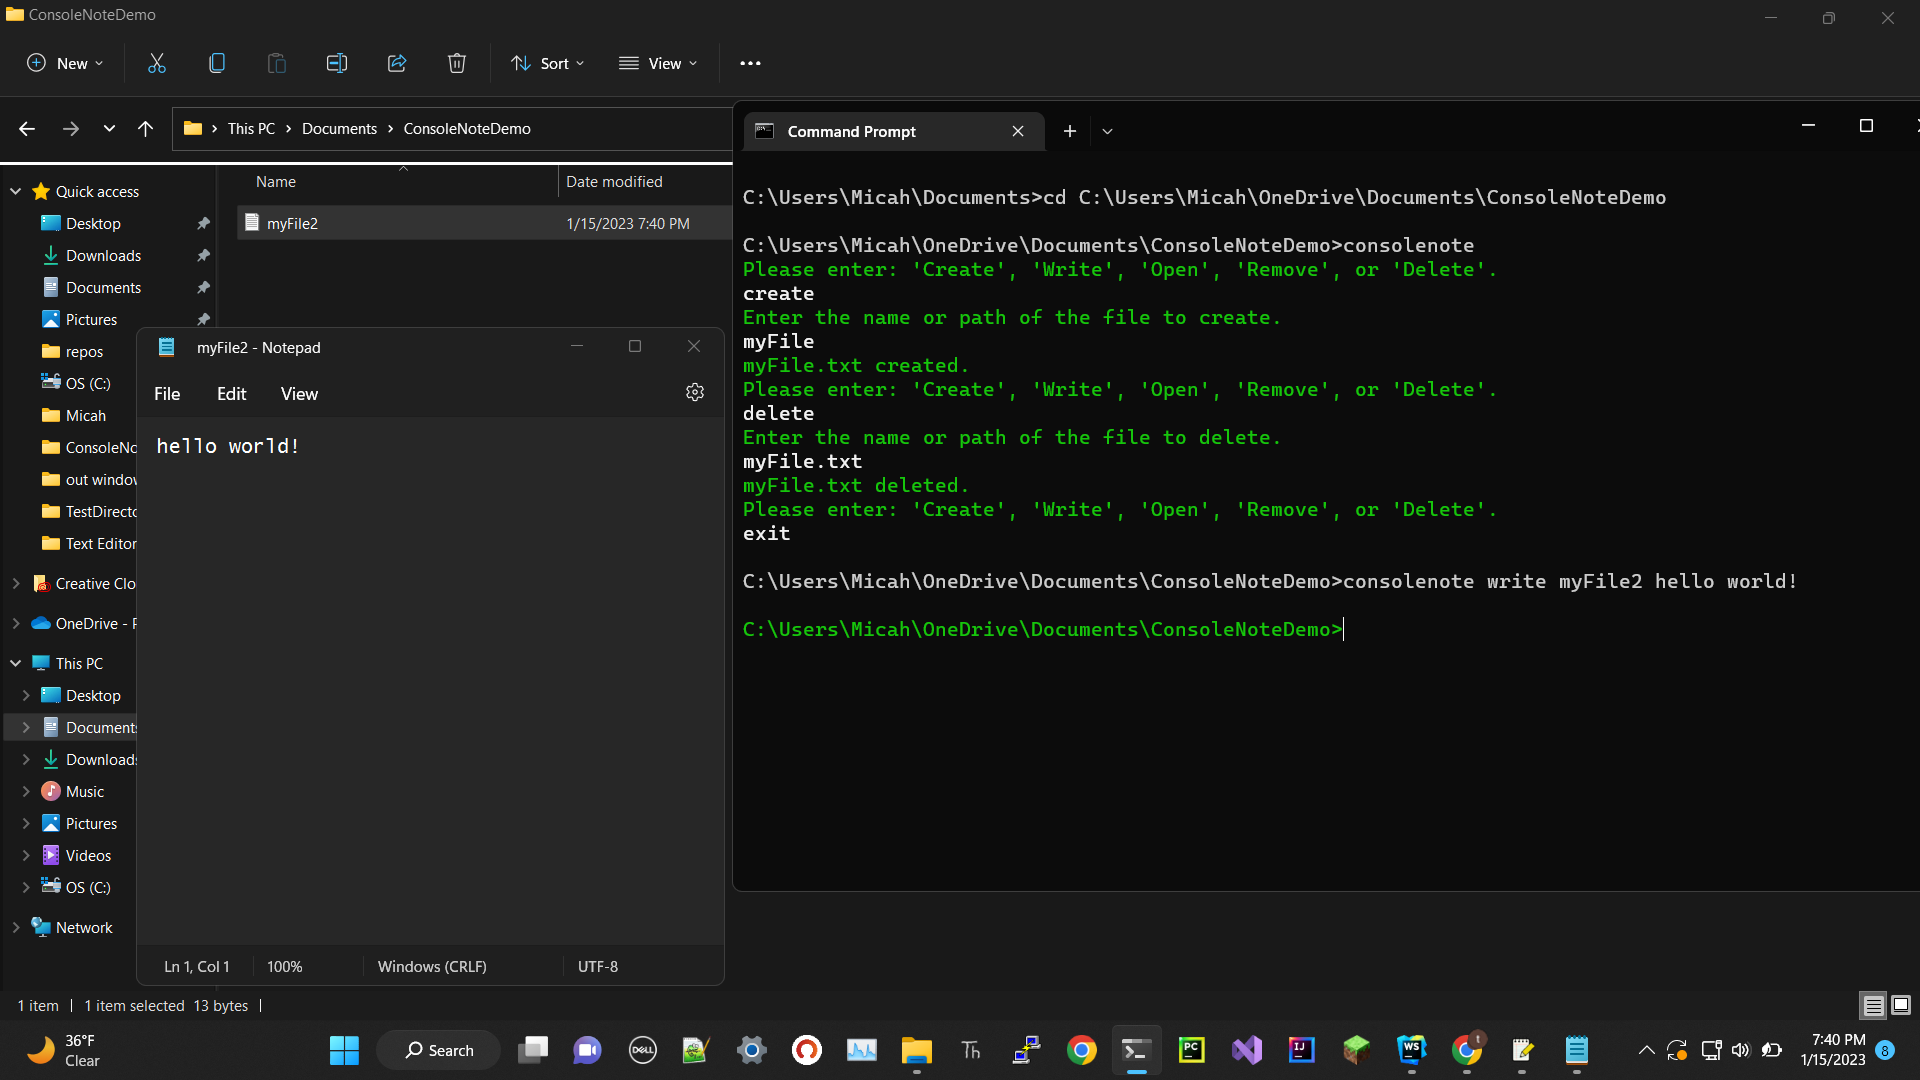 ConsoleNoteDemo
New
Sort
View
This PC > Documents > ConsoleNoteDemo
Name
Date modified
myFile2
1/15/2023 7:40 PM
Quick access
Desktop
Downloads
Documents
Pictures
repos
OS (C:)
Micah
ConsoleNo
out window
TestDirecto
Text Editor
Creative Clo
OneDrive - P
This PC
Desktop
Documents
Downloads
Music
Pictures
Videos
OS (C:)
Network
myFile2 - Notepad
File
Edit
View
hello world!
Ln 1, Col 1
100%
Windows (CRLF)
UTF-8
Command Prompt
C:\Users\Micah\Documents>cd C:\Users\Micah\OneDrive\Documents\ConsoleNoteDemo
C:\Users\Micah\OneDrive\Documents\ConsoleNoteDemo>consolenote
Please enter: 'Create', 'Write', 'Open', 'Remove', or 'Delete'.
create
Enter the name or path of the file to create.
myFile
myFile.txt created.
Please enter: 'Create', 'Write', 'Open', 'Remove', or 'Delete'.
delete
Enter the name or path of the file to delete.
myFile.txt
myFile.txt deleted.
Please enter: 'Create', 'Write', 'Open', 'Remove', or 'Delete'.
exit
C:\Users\Micah\OneDrive\Documents\ConsoleNoteDemo>consolenote write myFile2 hello world!
C:\Users\Micah\OneDrive\Documents\ConsoleNoteDemo>
1 item
1 item selected 13 bytes
36°F
Clear
Search
DELL
Th
PC
IJ
WS
t
7:40 PM
1/15/2023
8